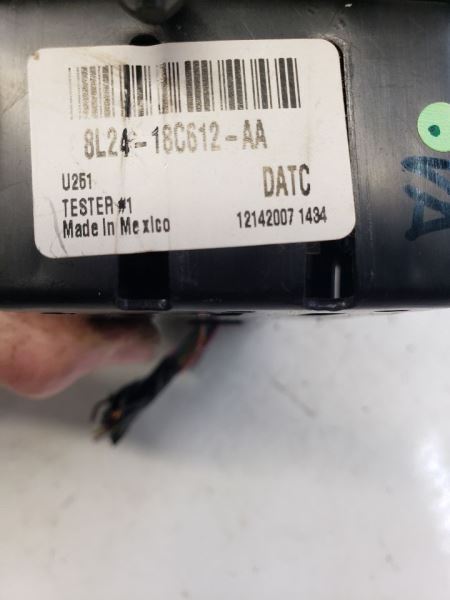 8L24-18C612-AA
U251 DATC
TESTER #1
Made In Mexico 12142007 1434